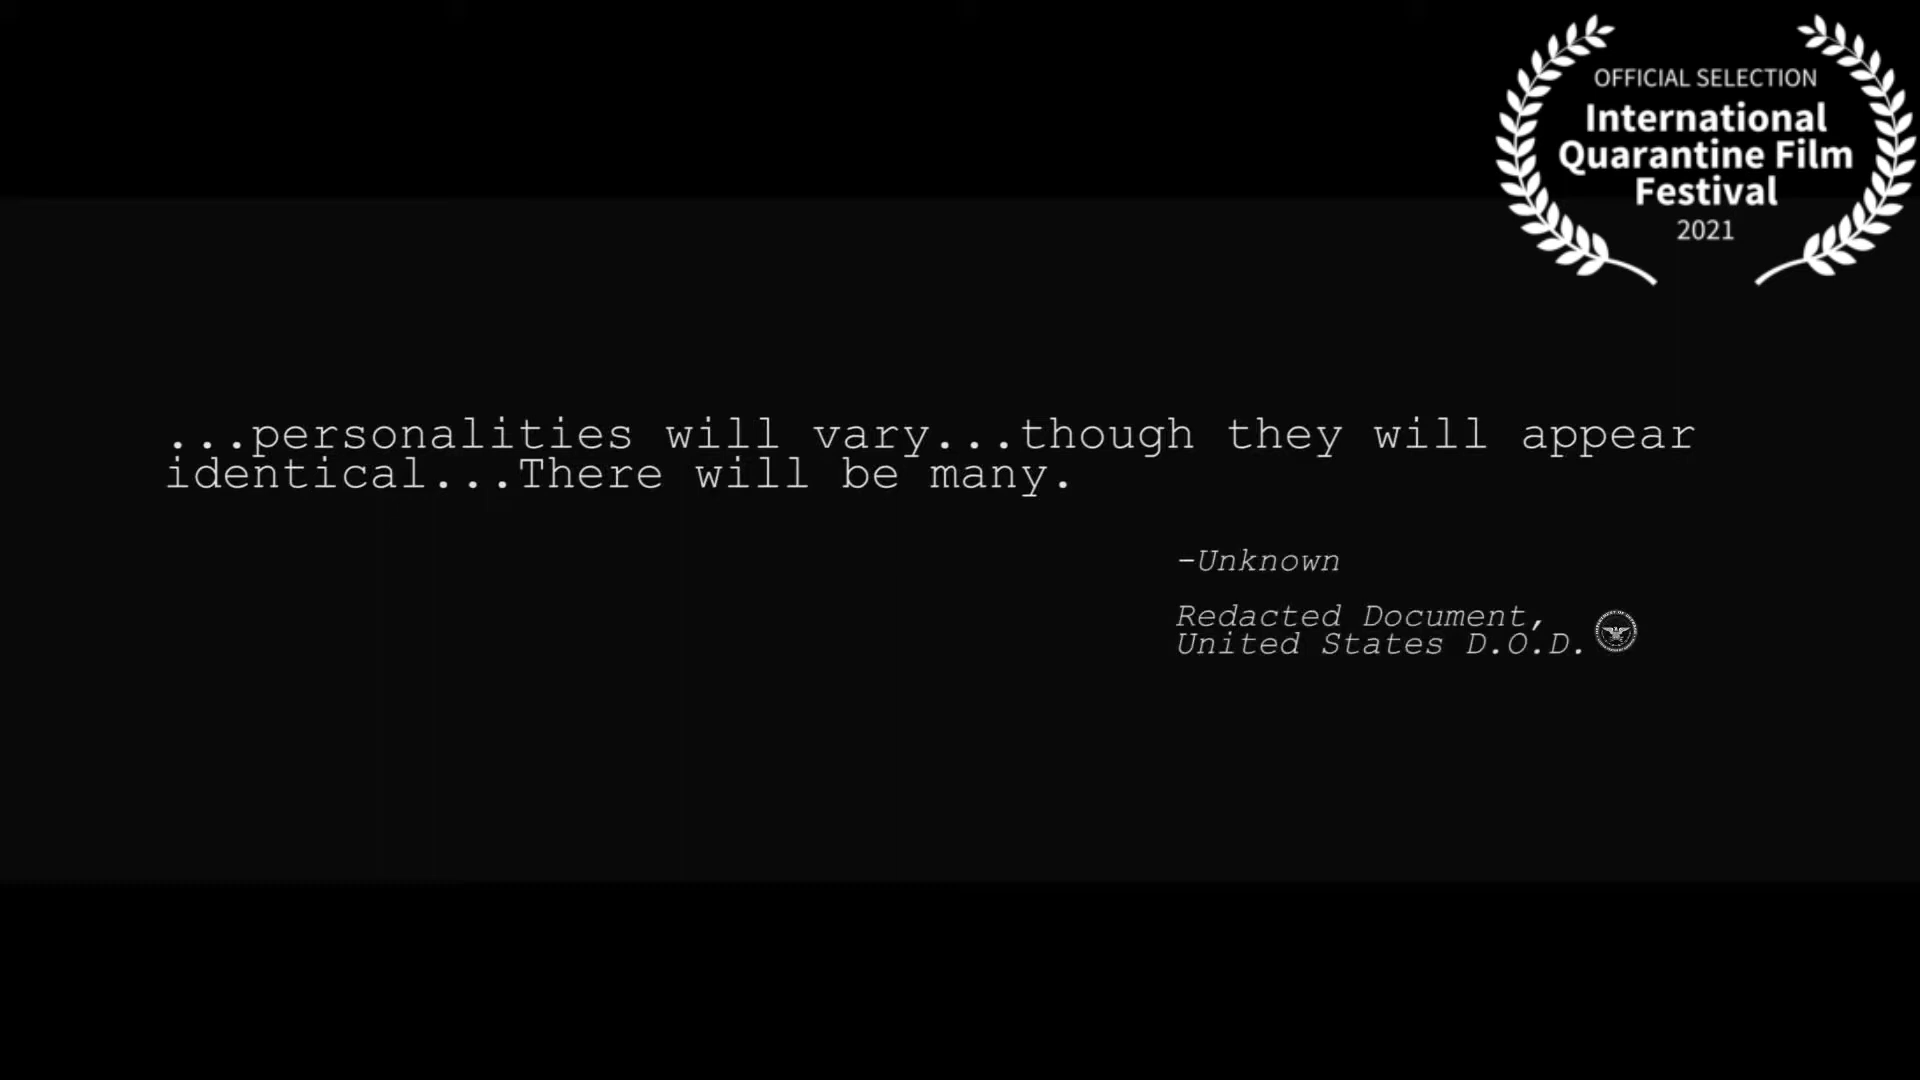 OFFICIAL SELECTION
International
Quarantine Film
Festival
2021
...personalities will vary...though they will appear
identical...There will be many.
-Unknown
Redacted Document,
United States D.O.D.